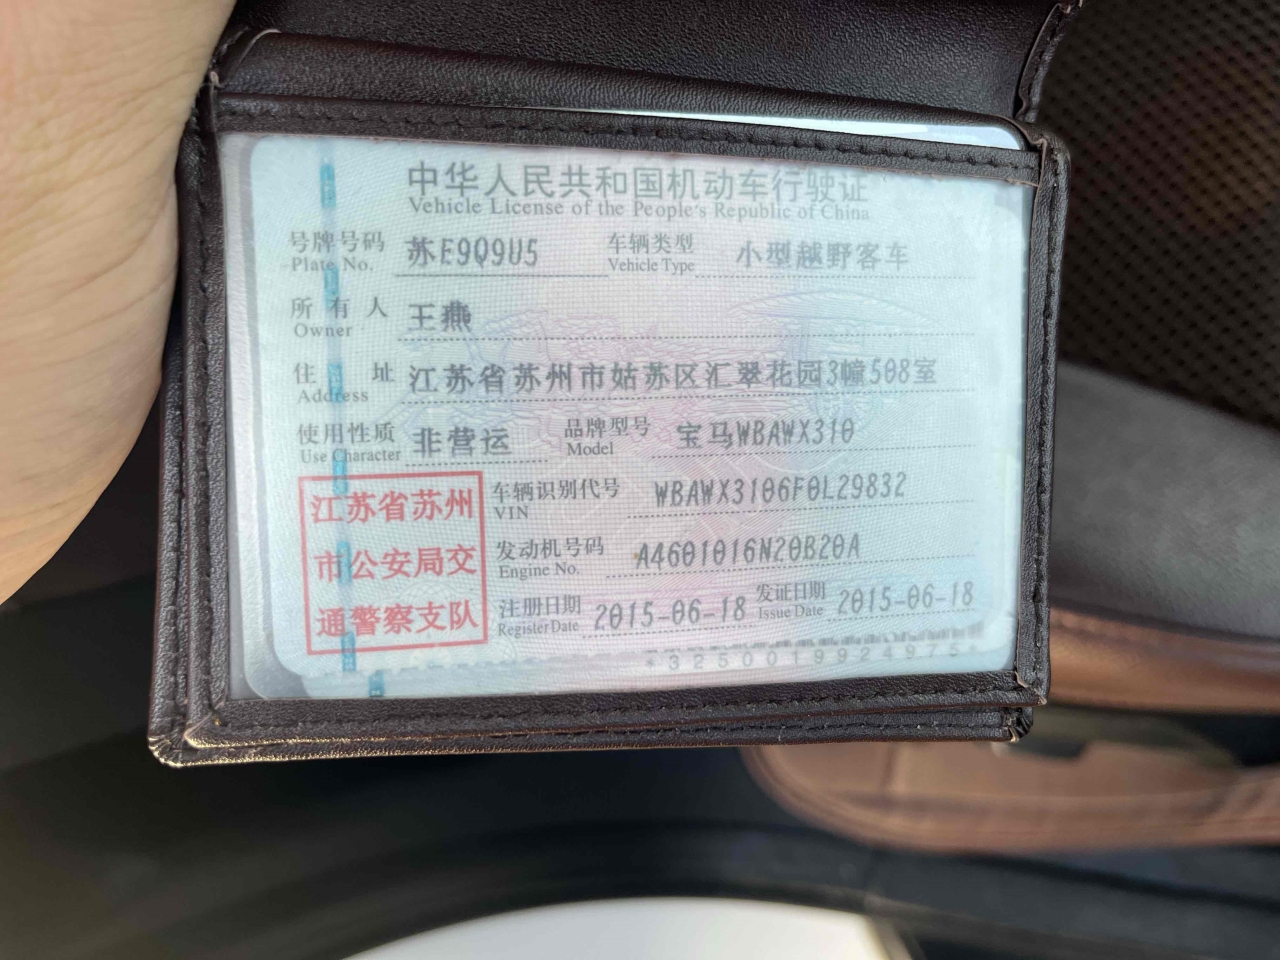 中华人民共和国机动车行驶证
Vehicle License of the People's Republic of China
号牌号码 苏E9Q9U5 车辆类型 小型越野客车
Plate No. Vehicle Type
所有人 王燕
Owner
住址 江苏省苏州市姑苏区汇翠花园3幢508室
Address
使用性质 非营运 品牌型号 宝马WBAWX310
Use Character Model
江苏省苏州
市公安局交
通警察支队
车辆识别代号 WBAWX3106F0L29832
VIN
发动机号码 A4601016N20B20A
Engine No.
注册日期 2015-06-18 发证日期 2015-06-18
Register Date Issue Date
*3250019924975*